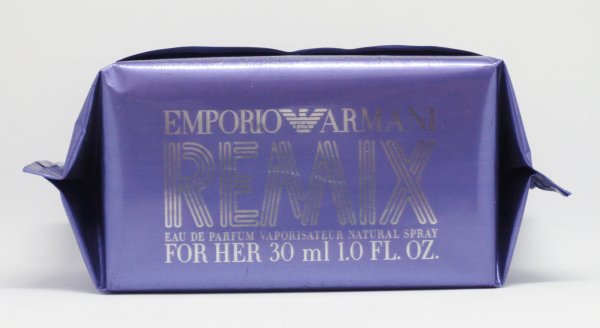 EMPORIO ARMANI
REMIX
EAU DE PARFUM VAPORISATEUR NATURAL SPRAY
FOR HER 30 ml 1.0 FL. OZ.